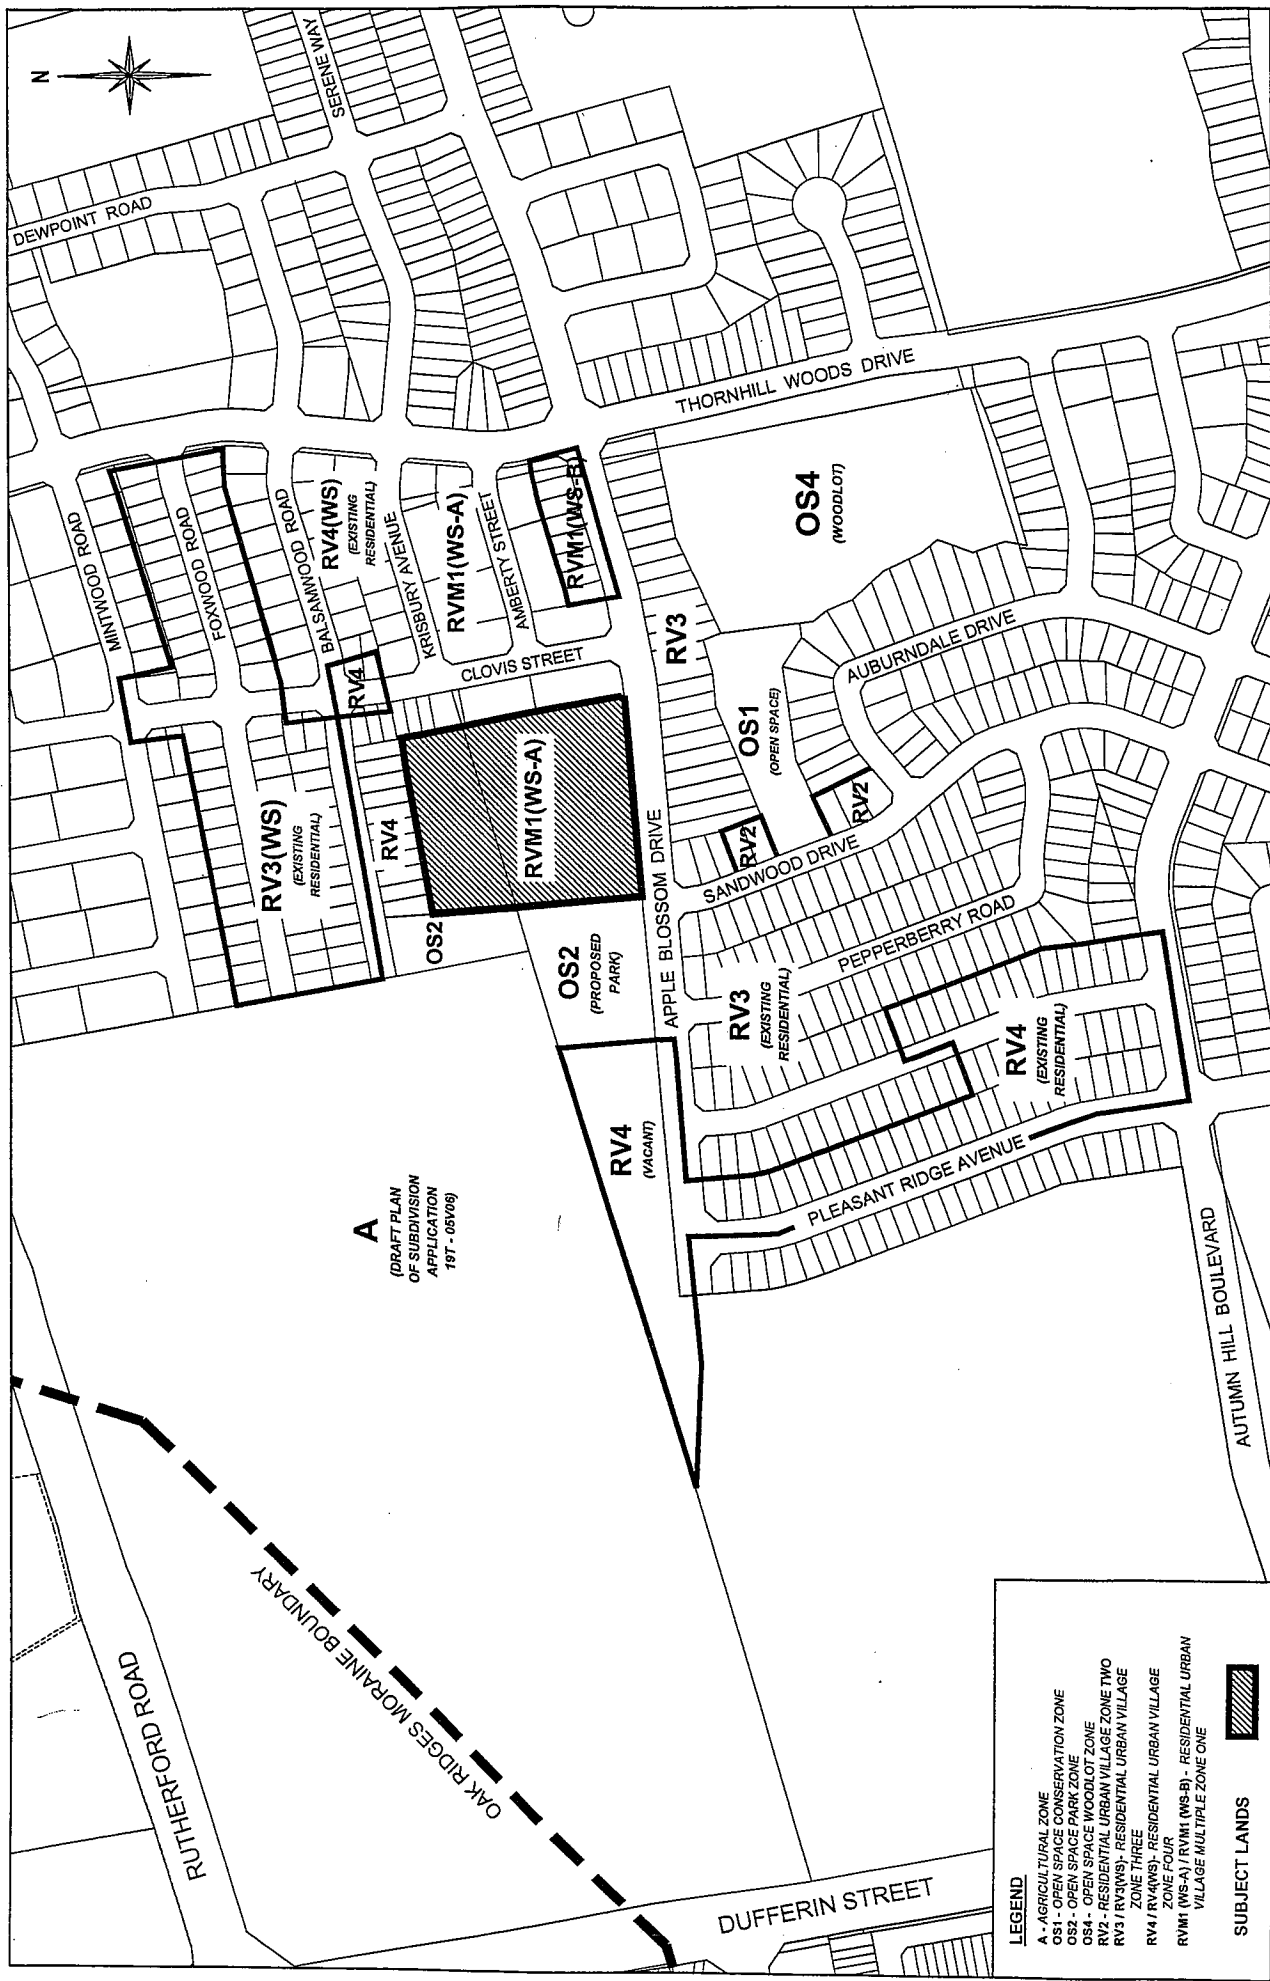 N
DEWPOINT ROAD
SERENE WAY
MINTWOOD ROAD
FOXWOOD ROAD
BALSAMWOOD ROAD
RV4(WS)
(EXISTING
RESIDENTIAL)
KRISBURY AVENUE
RVM1(WS-A)
AMBERTY STREET
RVM1(WS-B)
THORNHILL WOODS DRIVE
CLOVIS STREET
RV4
RV3(WS)
(EXISTING
RESIDENTIAL)
RV4
RVM1(WS-A)
OS2
OS2
(PROPOSED
PARK)
APPLE BLOSSOM DRIVE
RV3
OS4
(WOODLOT)
OS1
(OPEN SPACE)
AUBURNDALE DRIVE
RV2
RV2
SANDWOOD DRIVE
PEPPERBERRY ROAD
RV3
(EXISTING
RESIDENTIAL)
RV4
(EXISTING
RESIDENTIAL)
RV4
(VACANT)
PLEASANT RIDGE AVENUE
A
(DRAFT PLAN
OF SUBDIVISION
APPLICATION
19T - 05V06)
AUTUMN HILL BOULEVARD
OAK RIDGES MORAINE BOUNDARY
RUTHERFORD ROAD
DUFFERIN STREET
LEGEND
A - AGRICULTURAL ZONE
OS1 - OPEN SPACE CONSERVATION ZONE
OS2 - OPEN SPACE PARK ZONE
OS4 - OPEN SPACE WOODLOT ZONE
RV2 - RESIDENTIAL URBAN VILLAGE ZONE TWO
RV3 / RV3(WS)- RESIDENTIAL URBAN VILLAGE
ZONE THREE
RV4 / RV4(WS)- RESIDENTIAL URBAN VILLAGE
ZONE FOUR
RVM1 (WS-A) / RVM1 (WS-B) - RESIDENTIAL URBAN
VILLAGE MULTIPLE ZONE ONE
SUBJECT LANDS